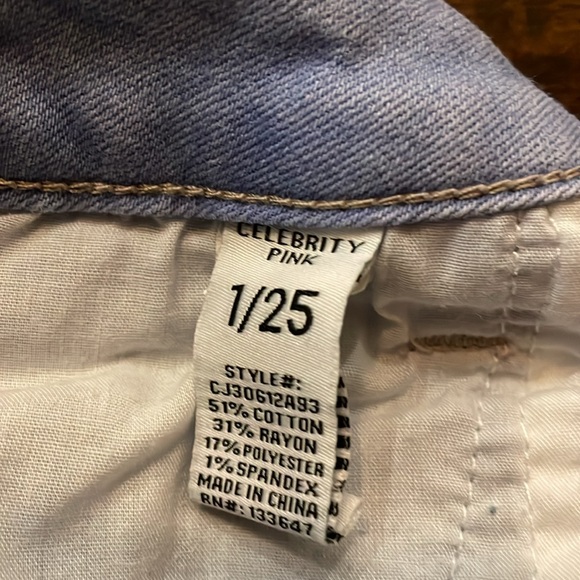 CELEBRITY
PINK
1/25
STYLE#:
CJ30612A93
51% COTTON
31% RAYON
17% POLYESTER
1% SPANDEX
MADE IN CHINA
RN#: 133647